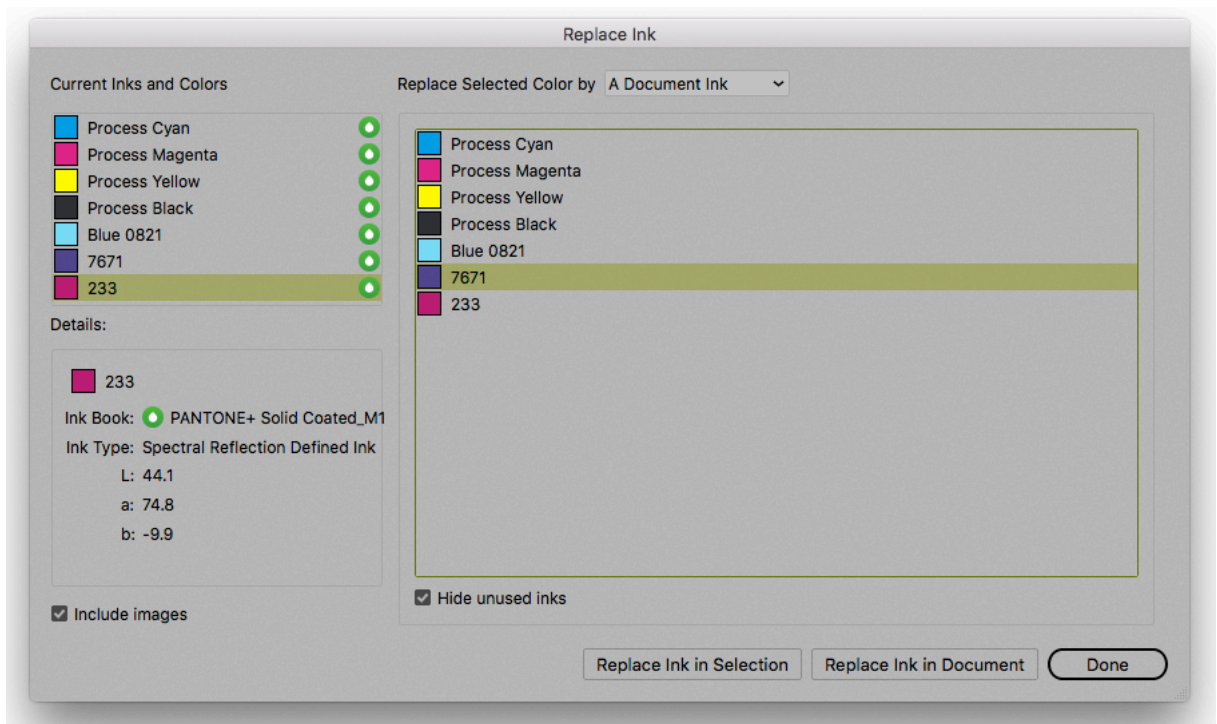 Replace Ink
Current Inks and Colors
Process Cyan
Process Magenta
Process Yellow
Process Black
Blue 0821
7671
233
Details:
233
Ink Book: PANTONE+ Solid Coated_M1
Ink Type: Spectral Reflection Defined Ink
L: 44.1
a: 74.8
b: -9.9
Include images
Replace Selected Color by A Document Ink
Process Cyan
Process Magenta
Process Yellow
Process Black
Blue 0821
7671
233
Hide unused inks
Replace Ink in Selection Replace Ink in Document Done